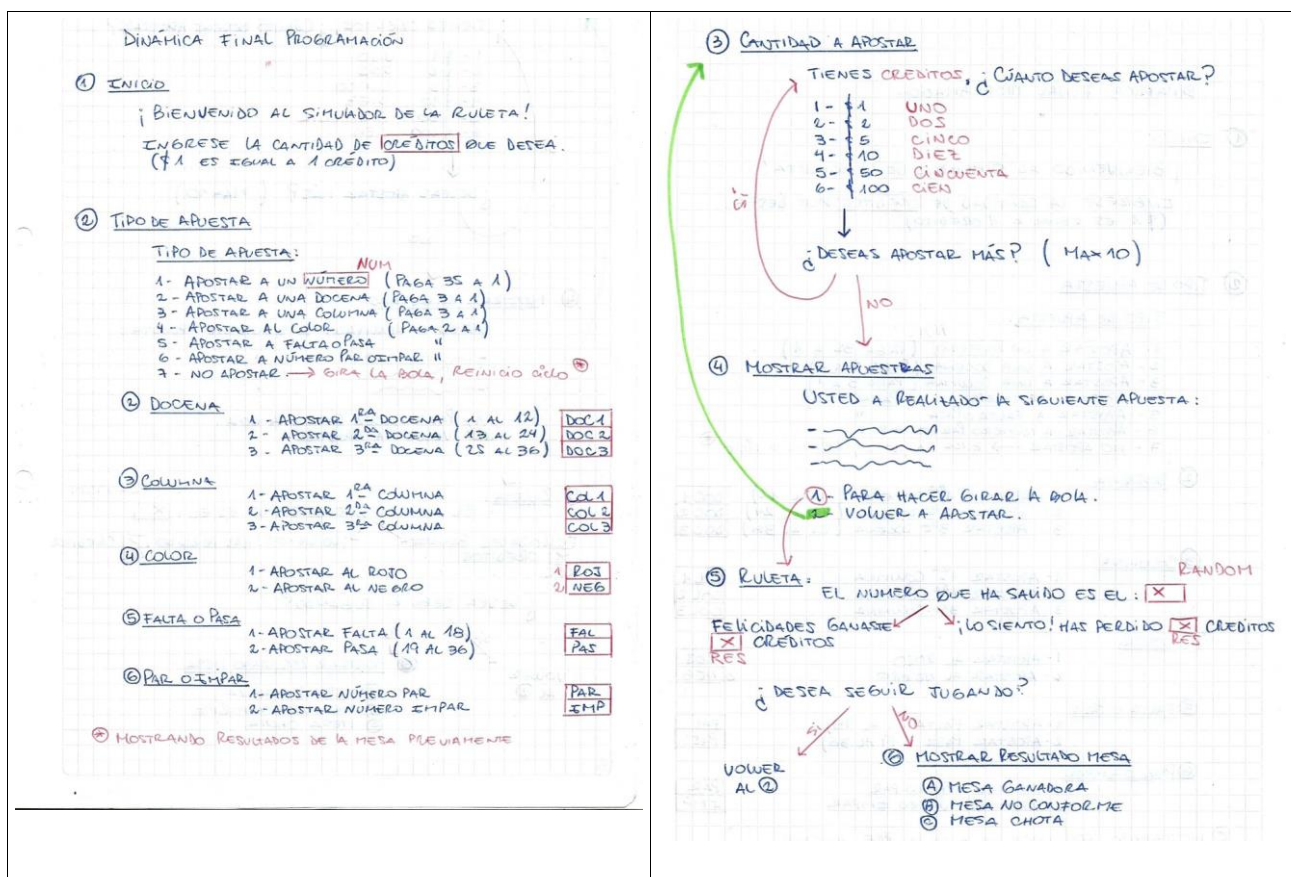 DINÁMICA FINAL PROGRAMACIÓN
① INICIO
¡BIENVENIDO AL SIMULADOR DE LA RULETA!
INGRESE LA CANTIDAD DE CRÉDITOS QUE DESEA.
($1 ES IGUAL A 1 CRÉDITO)
② TIPO DE APUESTA
TIPO DE APUESTA:
NUM
1- APOSTAR A UN NÚMERO (PAGA 35 A 1)
2- APOSTAR A UNA DOCENA (PAGA 3 A 1)
3- APOSTAR A UNA COLUMNA (PAGA 3 A 1)
4- APOSTAR AL COLOR (PAGA 2 A 1)
5- APOSTAR A FALTA O PASA "
6- APOSTAR A NÚMERO PAR O IMPAR "
7- NO APOSTAR. → GIRA LA BOLA, REINICIO CICLO *
② DOCENA
1- APOSTAR 1RA DOCENA (1 AL 12) DOC1
2- APOSTAR 2DA DOCENA (13 AL 24) DOC2
3- APOSTAR 3RA DOCENA (25 AL 36) DOC3
③ COLUMNA
1- APOSTAR 1RA COLUMNA COL1
2- APOSTAR 2DA COLUMNA COL2
3- APOSTAR 3RA COLUMNA COL3
④ COLOR
1- APOSTAR AL ROJO 1 ROJ
2- APOSTAR AL NEGRO 2 NEG
⑤ FALTA O PASA
1- APOSTAR FALTA (1 AL 18) FAL
2- APOSTAR PASA (19 AL 36) PAS
⑥ PAR O IMPAR
1- APOSTAR NÚMERO PAR PAR
2- APOSTAR NÚMERO IMPAR IMP
* MOSTRANDO RESULTADOS DE LA MESA PREVIAMENTE
③ CANTIDAD A APOSTAR
TIENES CREDITOS, ¿CÚANTO DESEAS APOSTAR?
1- $1 UNO
2- $2 DOS
3- $5 CINCO
4- $10 DIEZ
5- $50 CINCUENTA
6- $100 CIEN
SÍ
¿DESEAS APOSTAR MÁS? (MAX 10)
NO
④ MOSTRAR APUESTRAS
USTED A REALIZADO LA SIGUIENTE APUESTA:
1- PARA HACER GIRAR LA BOLA.
2- VOLVER A APOSTAR.
RANDOM
⑤ RULETA: EL NUMERO QUE HA SALIDO ES EL: X
FELICIDADES GANASTE X CREDITOS
RES
¡LO SIENTO! HAS PERDIDO X CREDITOS
RES
¿DESEA SEGUIR JUGANDO?
SI NO
VOLVER AL ②
⑥ MOSTRAR RESULTADO MESA
Ⓐ MESA GANADORA
Ⓑ MESA NO CONFORME
Ⓒ MESA CHOTA